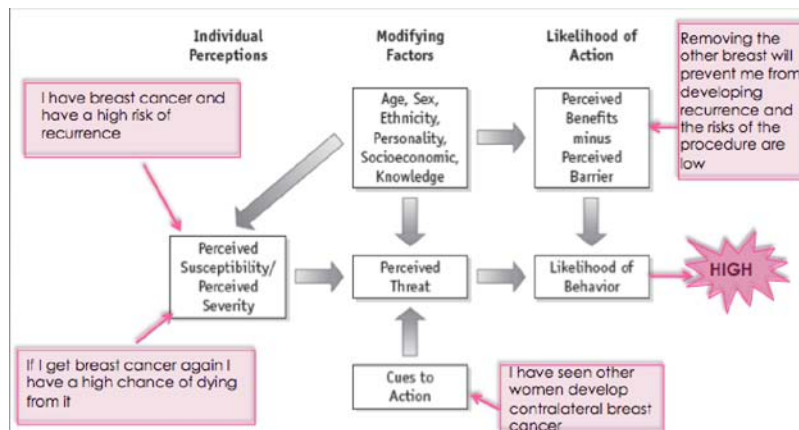 Individual
Perceptions
Modifying
Factors
Likelihood of
Action
Removing the
other breast will
prevent me from
developing
recurrence and
the risks of the
procedure are
low
I have breast cancer and
have a high risk of
recurrence
Age, Sex,
Ethnicity,
Personality,
Socioeconomic,
Knowledge
Perceived
Benefits
minus
Perceived
Barrier
Perceived
Susceptibility/
Perceived
Severity
Perceived
Threat
Likelihood of
Behavior
HIGH
If I get breast cancer again I
have a high chance of dying
from it
Cues to
Action
I have seen other
women develop
contralateral breast
cancer